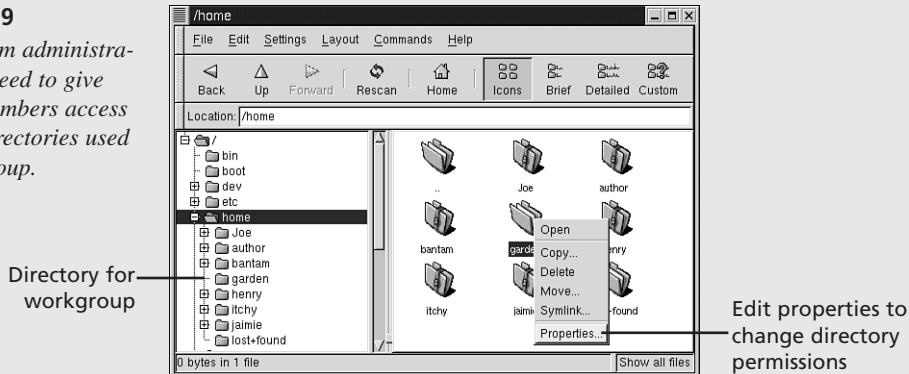 9
m administra-
eed to give
mbers access
rectories used
oup.
/home
File Edit Settings Layout Commands Help
Back Up Forward Rescan Home Icons Brief Detailed Custom
Location: /home
/
bin
boot
dev
etc
home
Joe
author
bantam
garden
henry
itchy
jaimie
lost+found
.. Joe author
bantam garde enry
itchy jaimi +found
Open
Copy...
Delete
Move...
Symlink...
Properties...
0 bytes in 1 file Show all files
Directory for
workgroup
Edit properties to
change directory
permissions